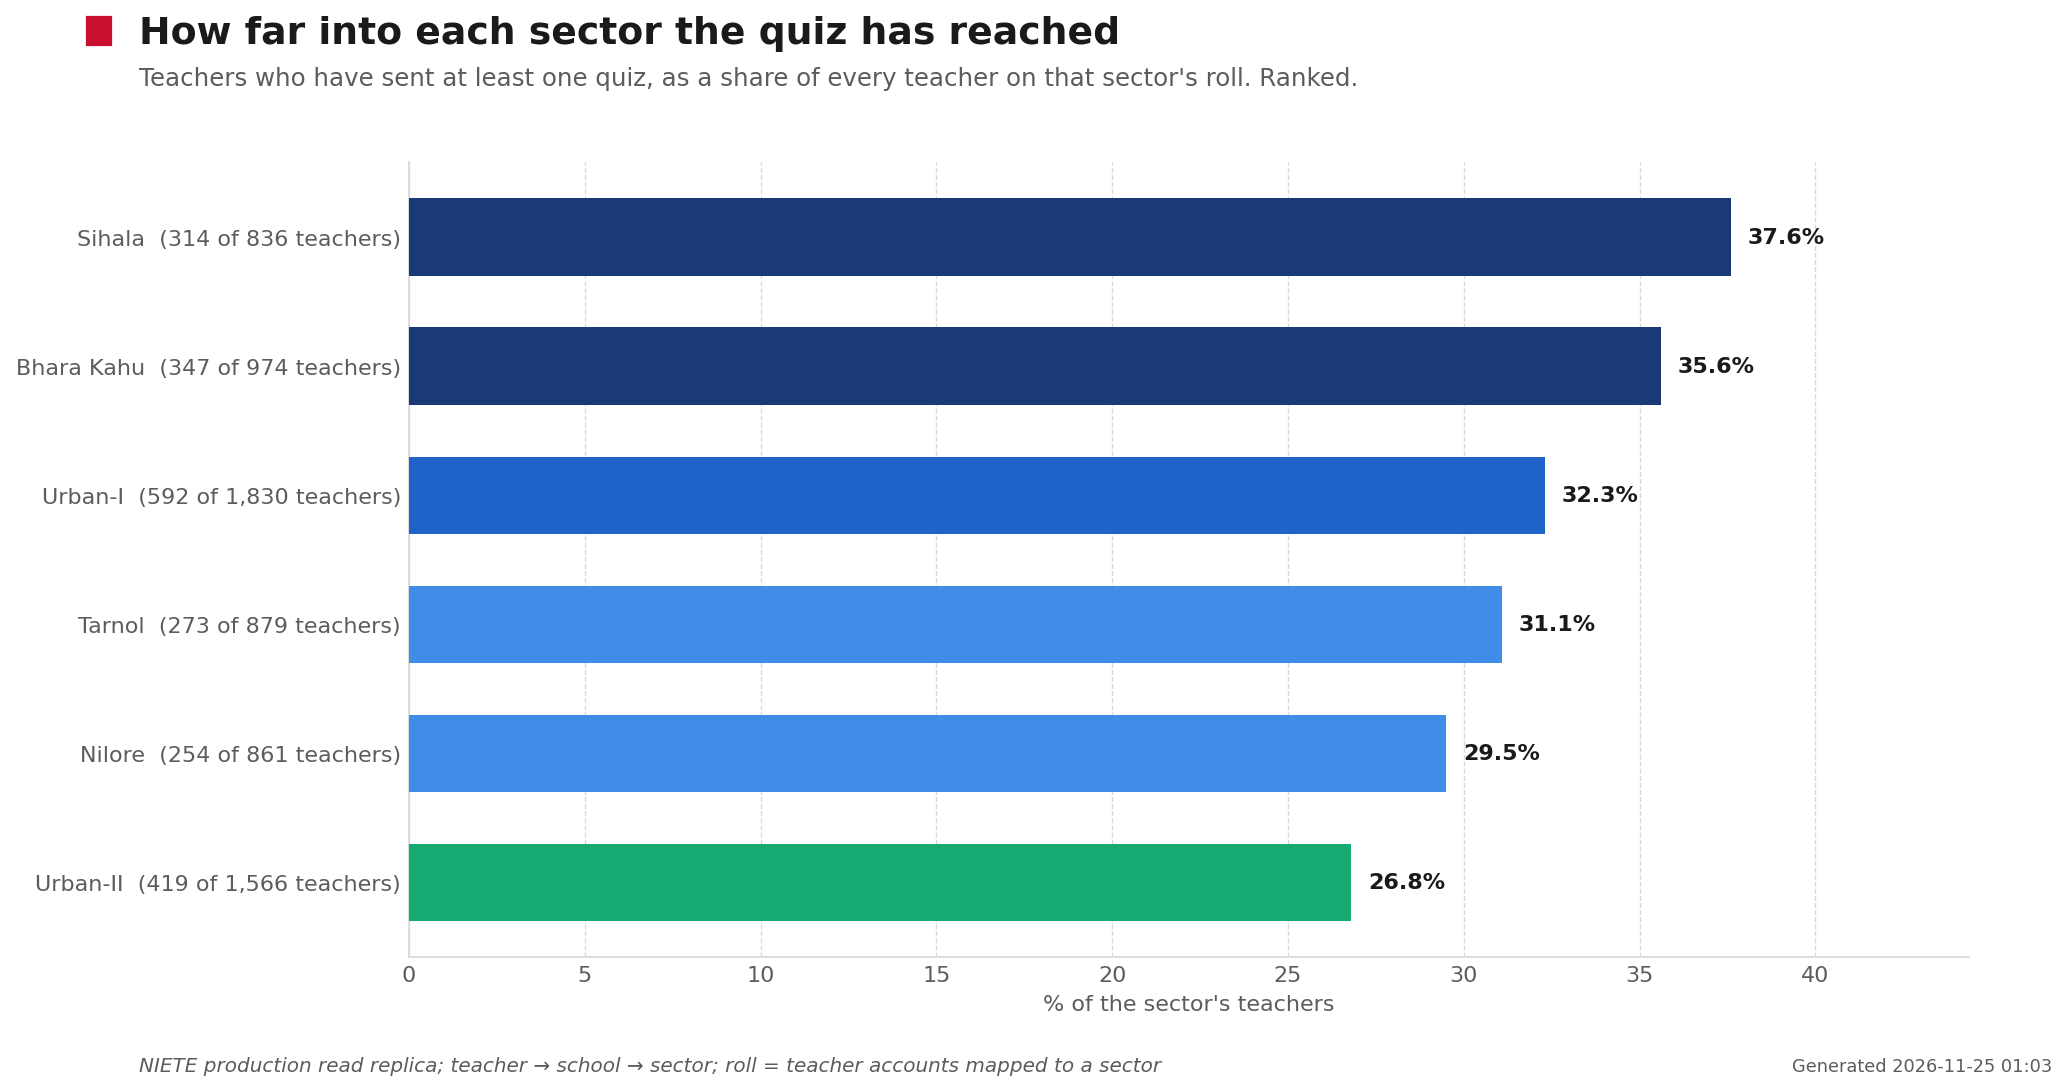 How far into each sector the quiz has reached
Teachers who have sent at least one quiz, as a share of every teacher on that sector's roll. Ranked.
Sihala (314 of 836 teachers) 37.6%
Bhara Kahu (347 of 974 teachers) 35.6%
Urban-I (592 of 1,830 teachers) 32.3%
Tarnol (273 of 879 teachers) 31.1%
Nilore (254 of 861 teachers) 29.5%
Urban-II (419 of 1,566 teachers) 26.8%
0 5 10 15 20 25 30 35 40
% of the sector's teachers
NIETE production read replica; teacher → school → sector; roll = teacher accounts mapped to a sector
Generated 2026-11-25 01:03